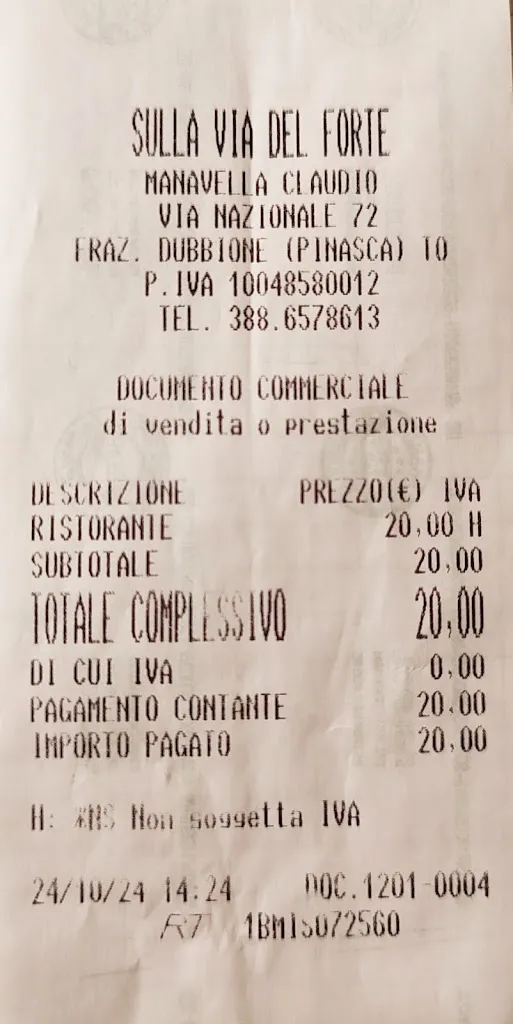 SULLA VIA DEL FORTE
MANAVELLA CLAUDIO
VIA NAZIONALE 72
FRAZ. DUBBIONE (PINASCA) TO
P.IVA 10048580012
TEL. 388.6578613
DOCUMENTO COMMERCIALE
di vendita o prestazione
DESCRIZIONE PREZZO(€) IVA
RISTORANTE 20,00 H
SUBTOTALE 20,00
TOTALE COMPLESSIVO 20,00
DI CUI IVA 0,00
PAGAMENTO CONTANTE 20,00
IMPORTO PAGATO 20,00
H: *NS Non soggetta IVA
24/10/24 14:24 DOC.1201-0004
RT 1BMIS072560